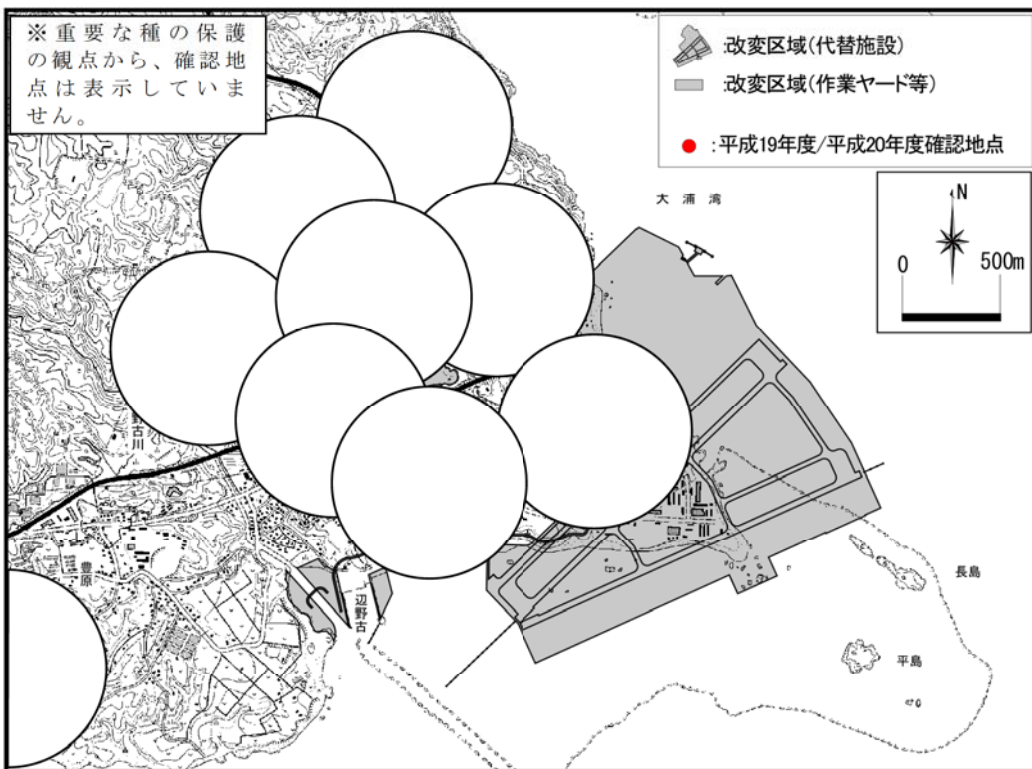 ※重要な種の保護
の観点から、確認地
点は表示していま
せん。
:改変区域(代替施設)
:改変区域(作業ヤード等)
:平成19年度/平成20年度確認地点
大浦湾
N
0 500m
野古川
豊原
辺野古
長島
平島